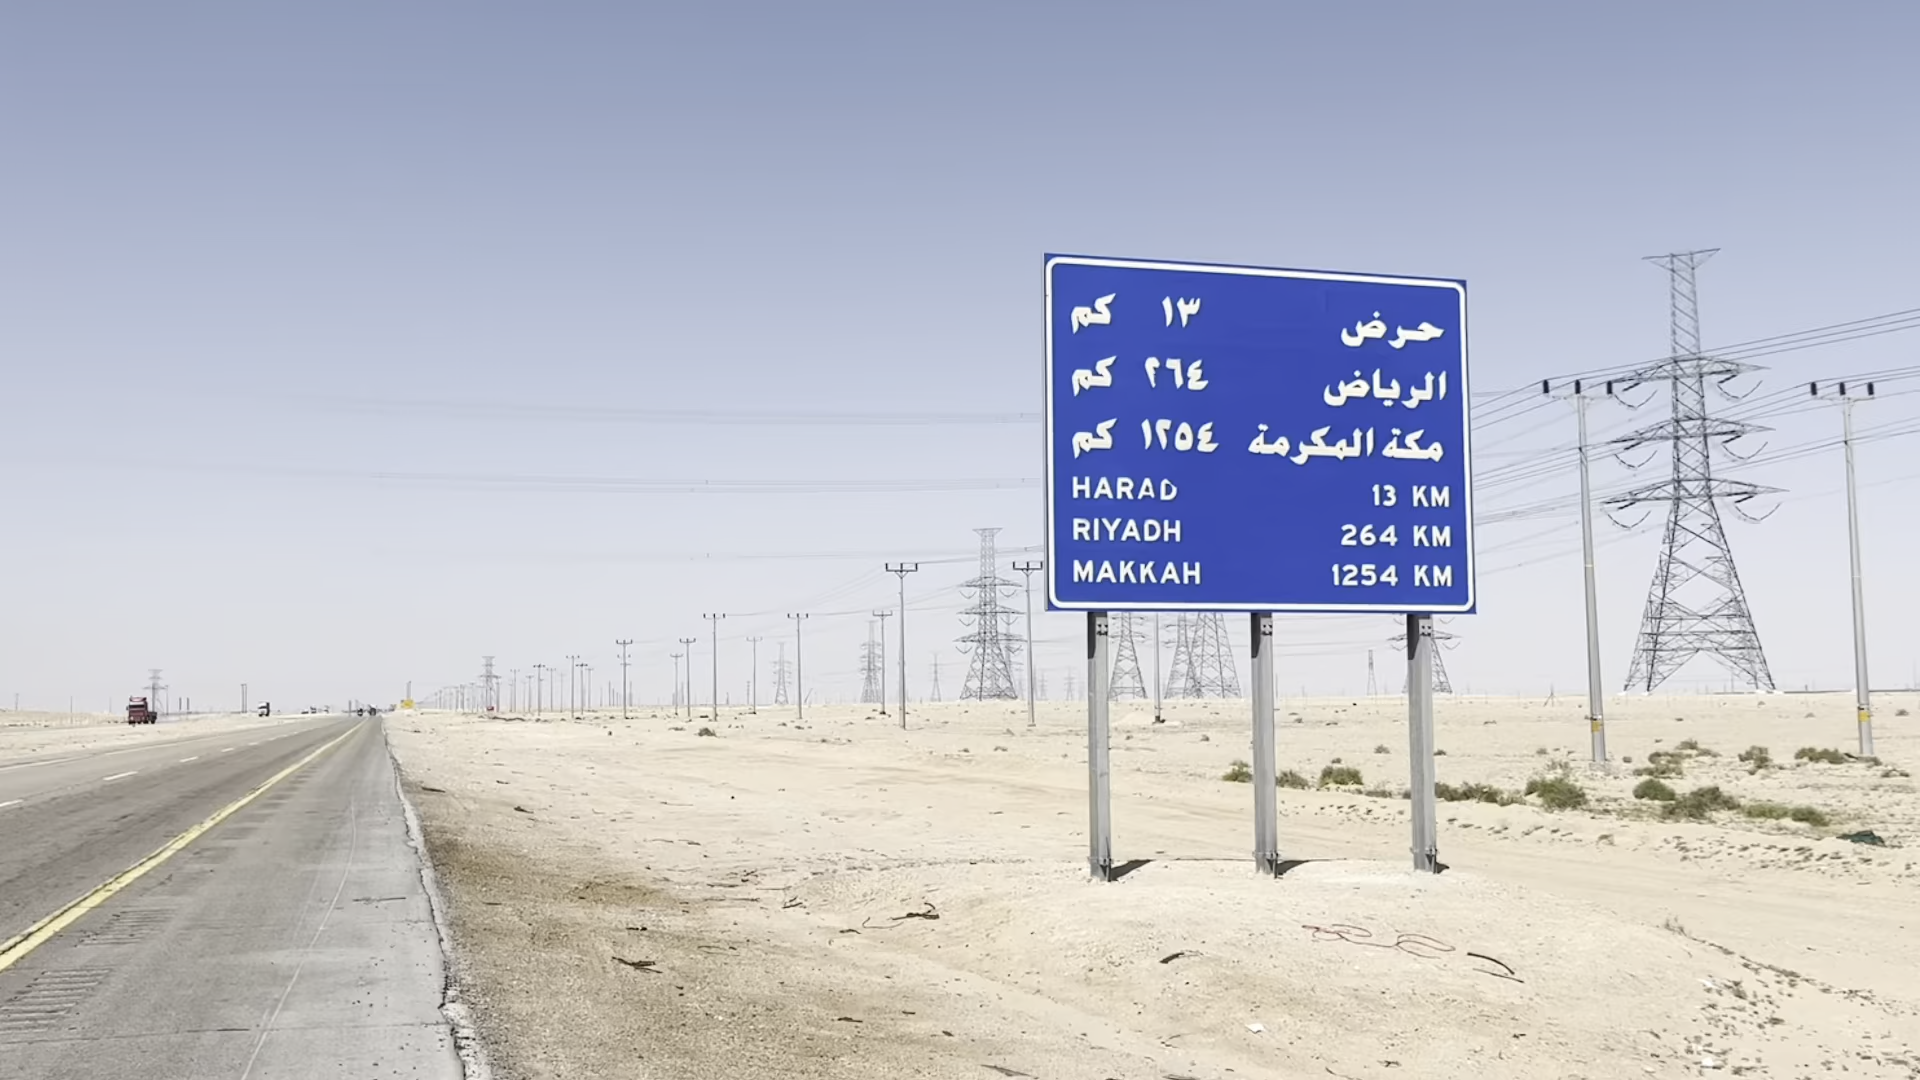 حرض ١٣ كم
الرياض ٢٦٤ كم
مكة المكرمة ١٢٥٤ كم
HARAD 13 KM
RIYADH 264 KM
MAKKAH 1254 KM